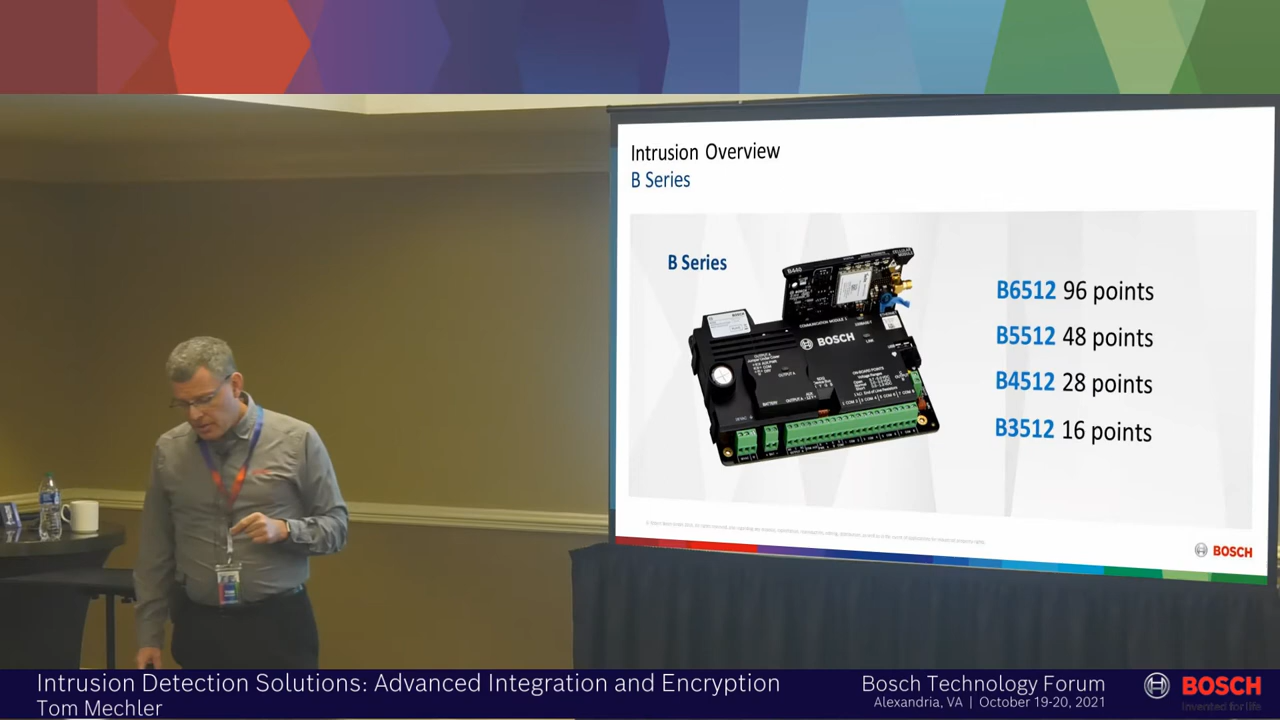 Intrusion Overview
B Series
B Series
B6512 96 points
B5512 48 points
B4512 28 points
B3512 16 points
B440
BOSCH
BOSCH
Intrusion Detection Solutions: Advanced Integration and Encryption
Tom Mechler
Bosch Technology Forum
Alexandria, VA | October 19-20, 2021
BOSCH
Invented for life